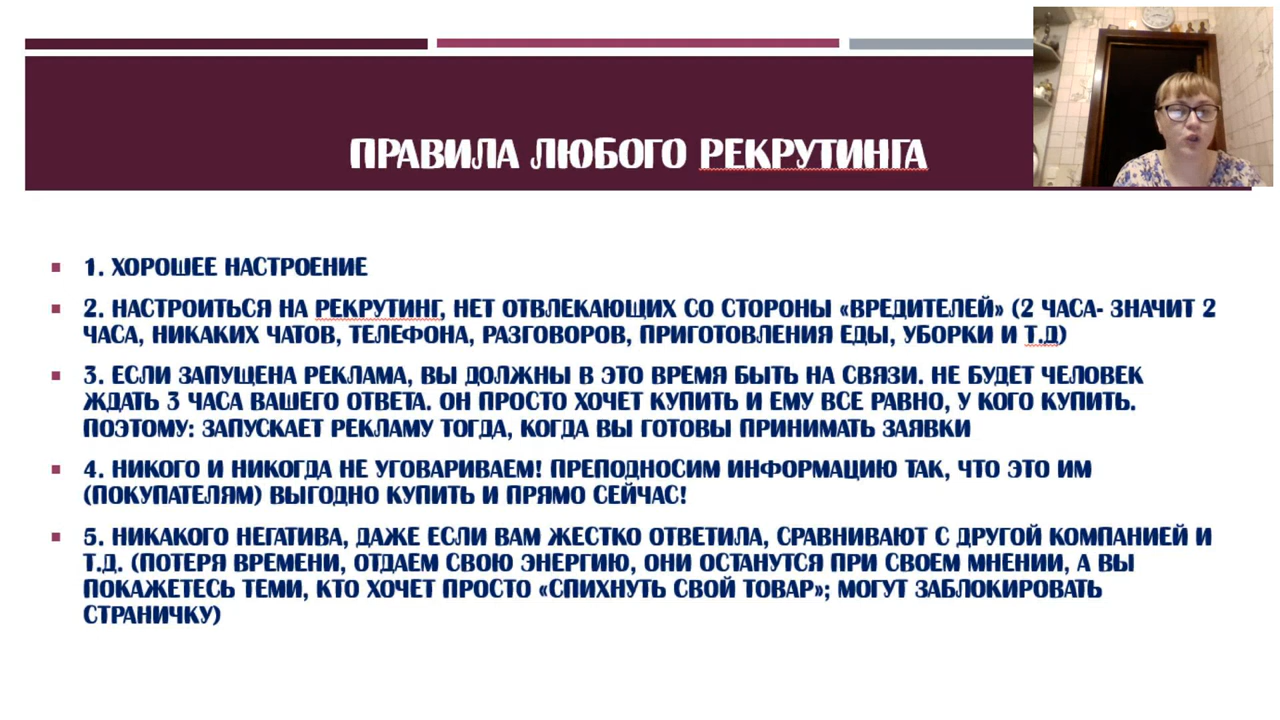 ПРАВИЛА ЛЮБОГО РЕКРУТИНГА
1. ХОРОШЕЕ НАСТРОЕНИЕ
2. НАСТРОИТЬСЯ НА РЕКРУТИНГ, НЕТ ОТВЛЕКАЮЩИХ СО СТОРОНЫ «ВРЕДИТЕЛЕЙ» (2 ЧАСА- ЗНАЧИТ 2
ЧАСА, НИКАКИХ ЧАТОВ, ТЕЛЕФОНА, РАЗГОВОРОВ, ПРИГОТОВЛЕНИЯ ЕДЫ, УБОРКИ И Т.Д)
3. ЕСЛИ ЗАПУЩЕНА РЕКЛАМА, ВЫ ДОЛЖНЫ В ЭТО ВРЕМЯ БЫТЬ НА СВЯЗИ. НЕ БУДЕТ ЧЕЛОВЕК
ЖДАТЬ 3 ЧАСА ВАШЕГО ОТВЕТА. ОН ПРОСТО ХОЧЕТ КУПИТЬ И ЕМУ ВСЕ РАВНО, У КОГО КУПИТЬ.
ПОЭТОМУ: ЗАПУСКАЕТ РЕКЛАМУ ТОГДА, КОГДА ВЫ ГОТОВЫ ПРИНИМАТЬ ЗАЯВКИ
4. НИКОГО И НИКОГДА НЕ УГОВАРИВАЕМ! ПРЕПОДНОСИМ ИНФОРМАЦИЮ ТАК, ЧТО ЭТО ИМ
(ПОКУПАТЕЛЯМ) ВЫГОДНО КУПИТЬ И ПРЯМО СЕЙЧАС!
5. НИКАКОГО НЕГАТИВА, ДАЖЕ ЕСЛИ ВАМ ЖЕСТКО ОТВЕТИЛА, СРАВНИВАЮТ С ДРУГОЙ КОМПАНИЕЙ И
Т.Д. (ПОТЕРЯ ВРЕМЕНИ, ОТДАЕМ СВОЮ ЭНЕРГИЮ, ОНИ ОСТАНУТСЯ ПРИ СВОЕМ МНЕНИИ, А ВЫ
ПОКАЖЕТЕСЬ ТЕМИ, КТО ХОЧЕТ ПРОСТО «СПИХНУТЬ СВОЙ ТОВАР»; МОГУТ ЗАБЛОКИРОВАТЬ
СТРАНИЧКУ)